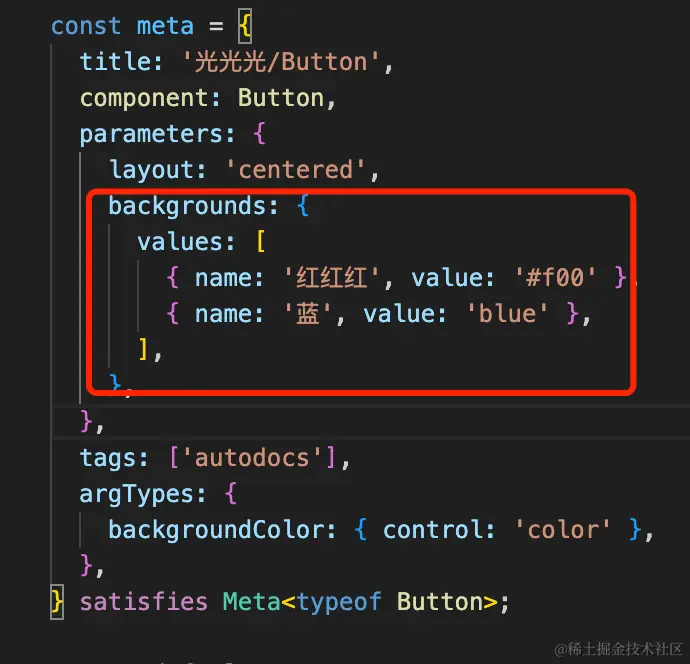 const meta = {
title: '光光光/Button',
component: Button,
parameters: {
layout: 'centered',
backgrounds: {
values: [
{ name: '红红红', value: '#f00' },
{ name: '蓝', value: 'blue' },
],
},
},
tags: ['autodocs'],
argTypes: {
backgroundColor: { control: 'color' },
},
} satisfies Meta<typeof Button>;
@稀土掘金技术社区